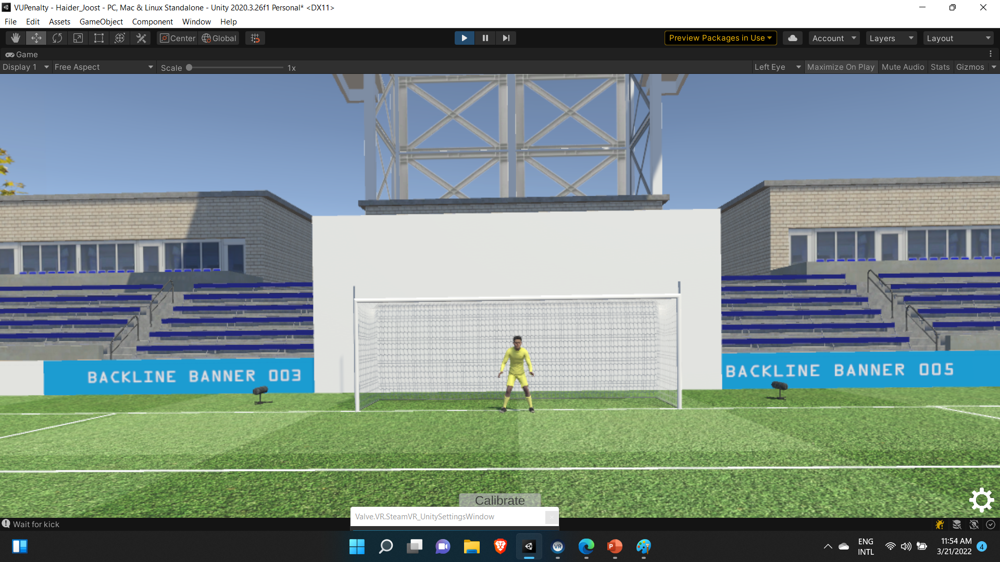 VUPenalty - Haider_Joost - PC, Mac & Linux Standalone - Unity 2020.3.26f1 Personal* <DX11>
File Edit Assets GameObject Component Window Help
Center Global Preview Packages in Use Account Layers Layout
Game
Display 1 Free Aspect Scale 1x Left Eye Maximize On Play Mute Audio Stats Gizmos
BACKLINE BANNER 003
BACKLINE BANNER 005
Calibrate
Valve.VR.SteamVR_UnitySettingsWindow
Wait for kick
VR
P
ENG
INTL
11:54 AM
3/21/2022
4